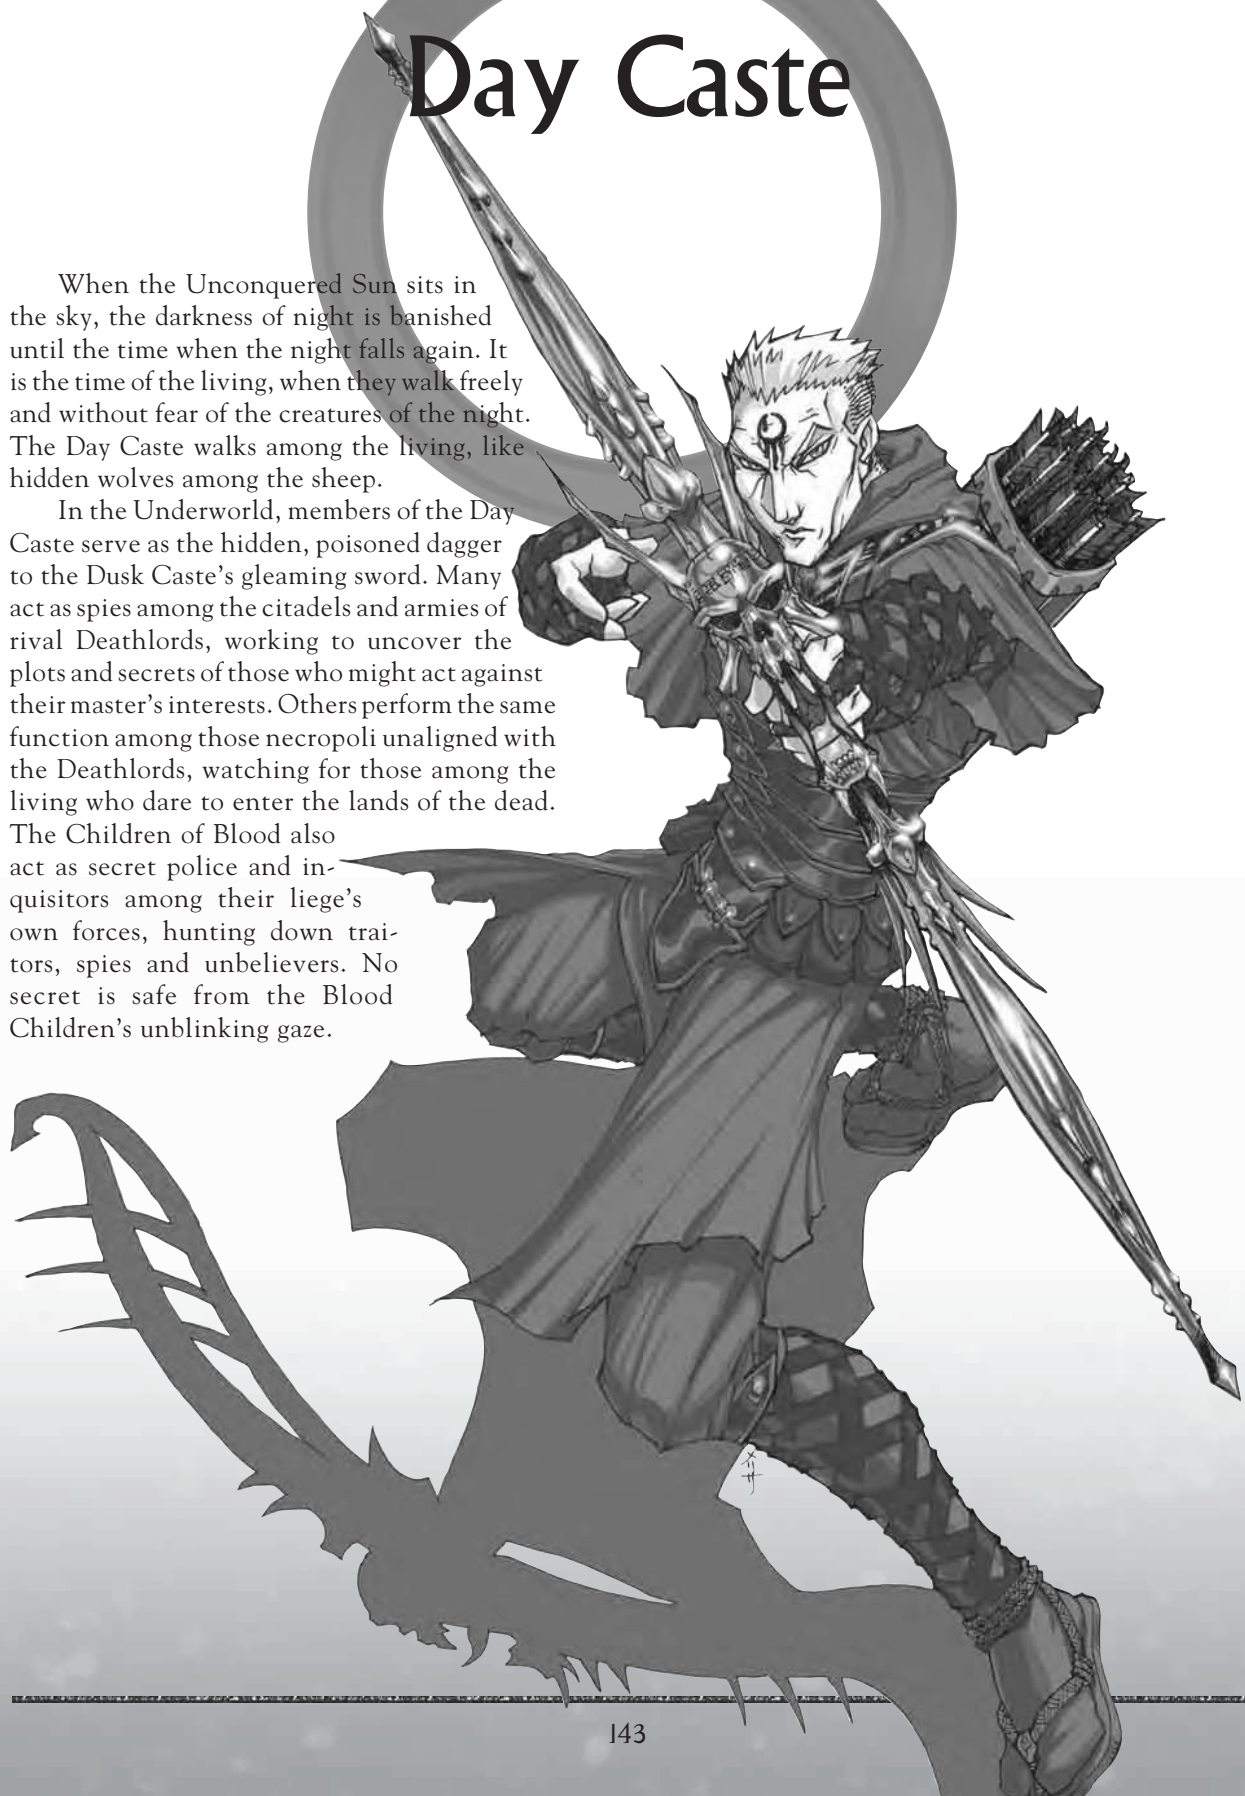 Day Caste
When the Unconquered Sun sits in
the sky, the darkness of night is banished
until the time when the night falls again. It
is the time of the living, when they walk freely
and without fear of the creatures of the night.
The Day Caste walks among the living, like
hidden wolves among the sheep.
In the Underworld, members of the Day
Caste serve as the hidden, poisoned dagger
to the Dusk Caste's gleaming sword. Many
act as spies among the citadels and armies of
rival Deathlords, working to uncover the
plots and secrets of those who might act against
their master's interests. Others perform the same
function among those necropoli unaligned with
the Deathlords, watching for those among the
living who dare to enter the lands of the dead.
The Children of Blood also
act as secret police and in-
quisitors among their liege's
own forces, hunting down trai-
tors, spies and unbelievers. No
secret is safe from the Blood
Children's unblinking gaze.
メリサ
143